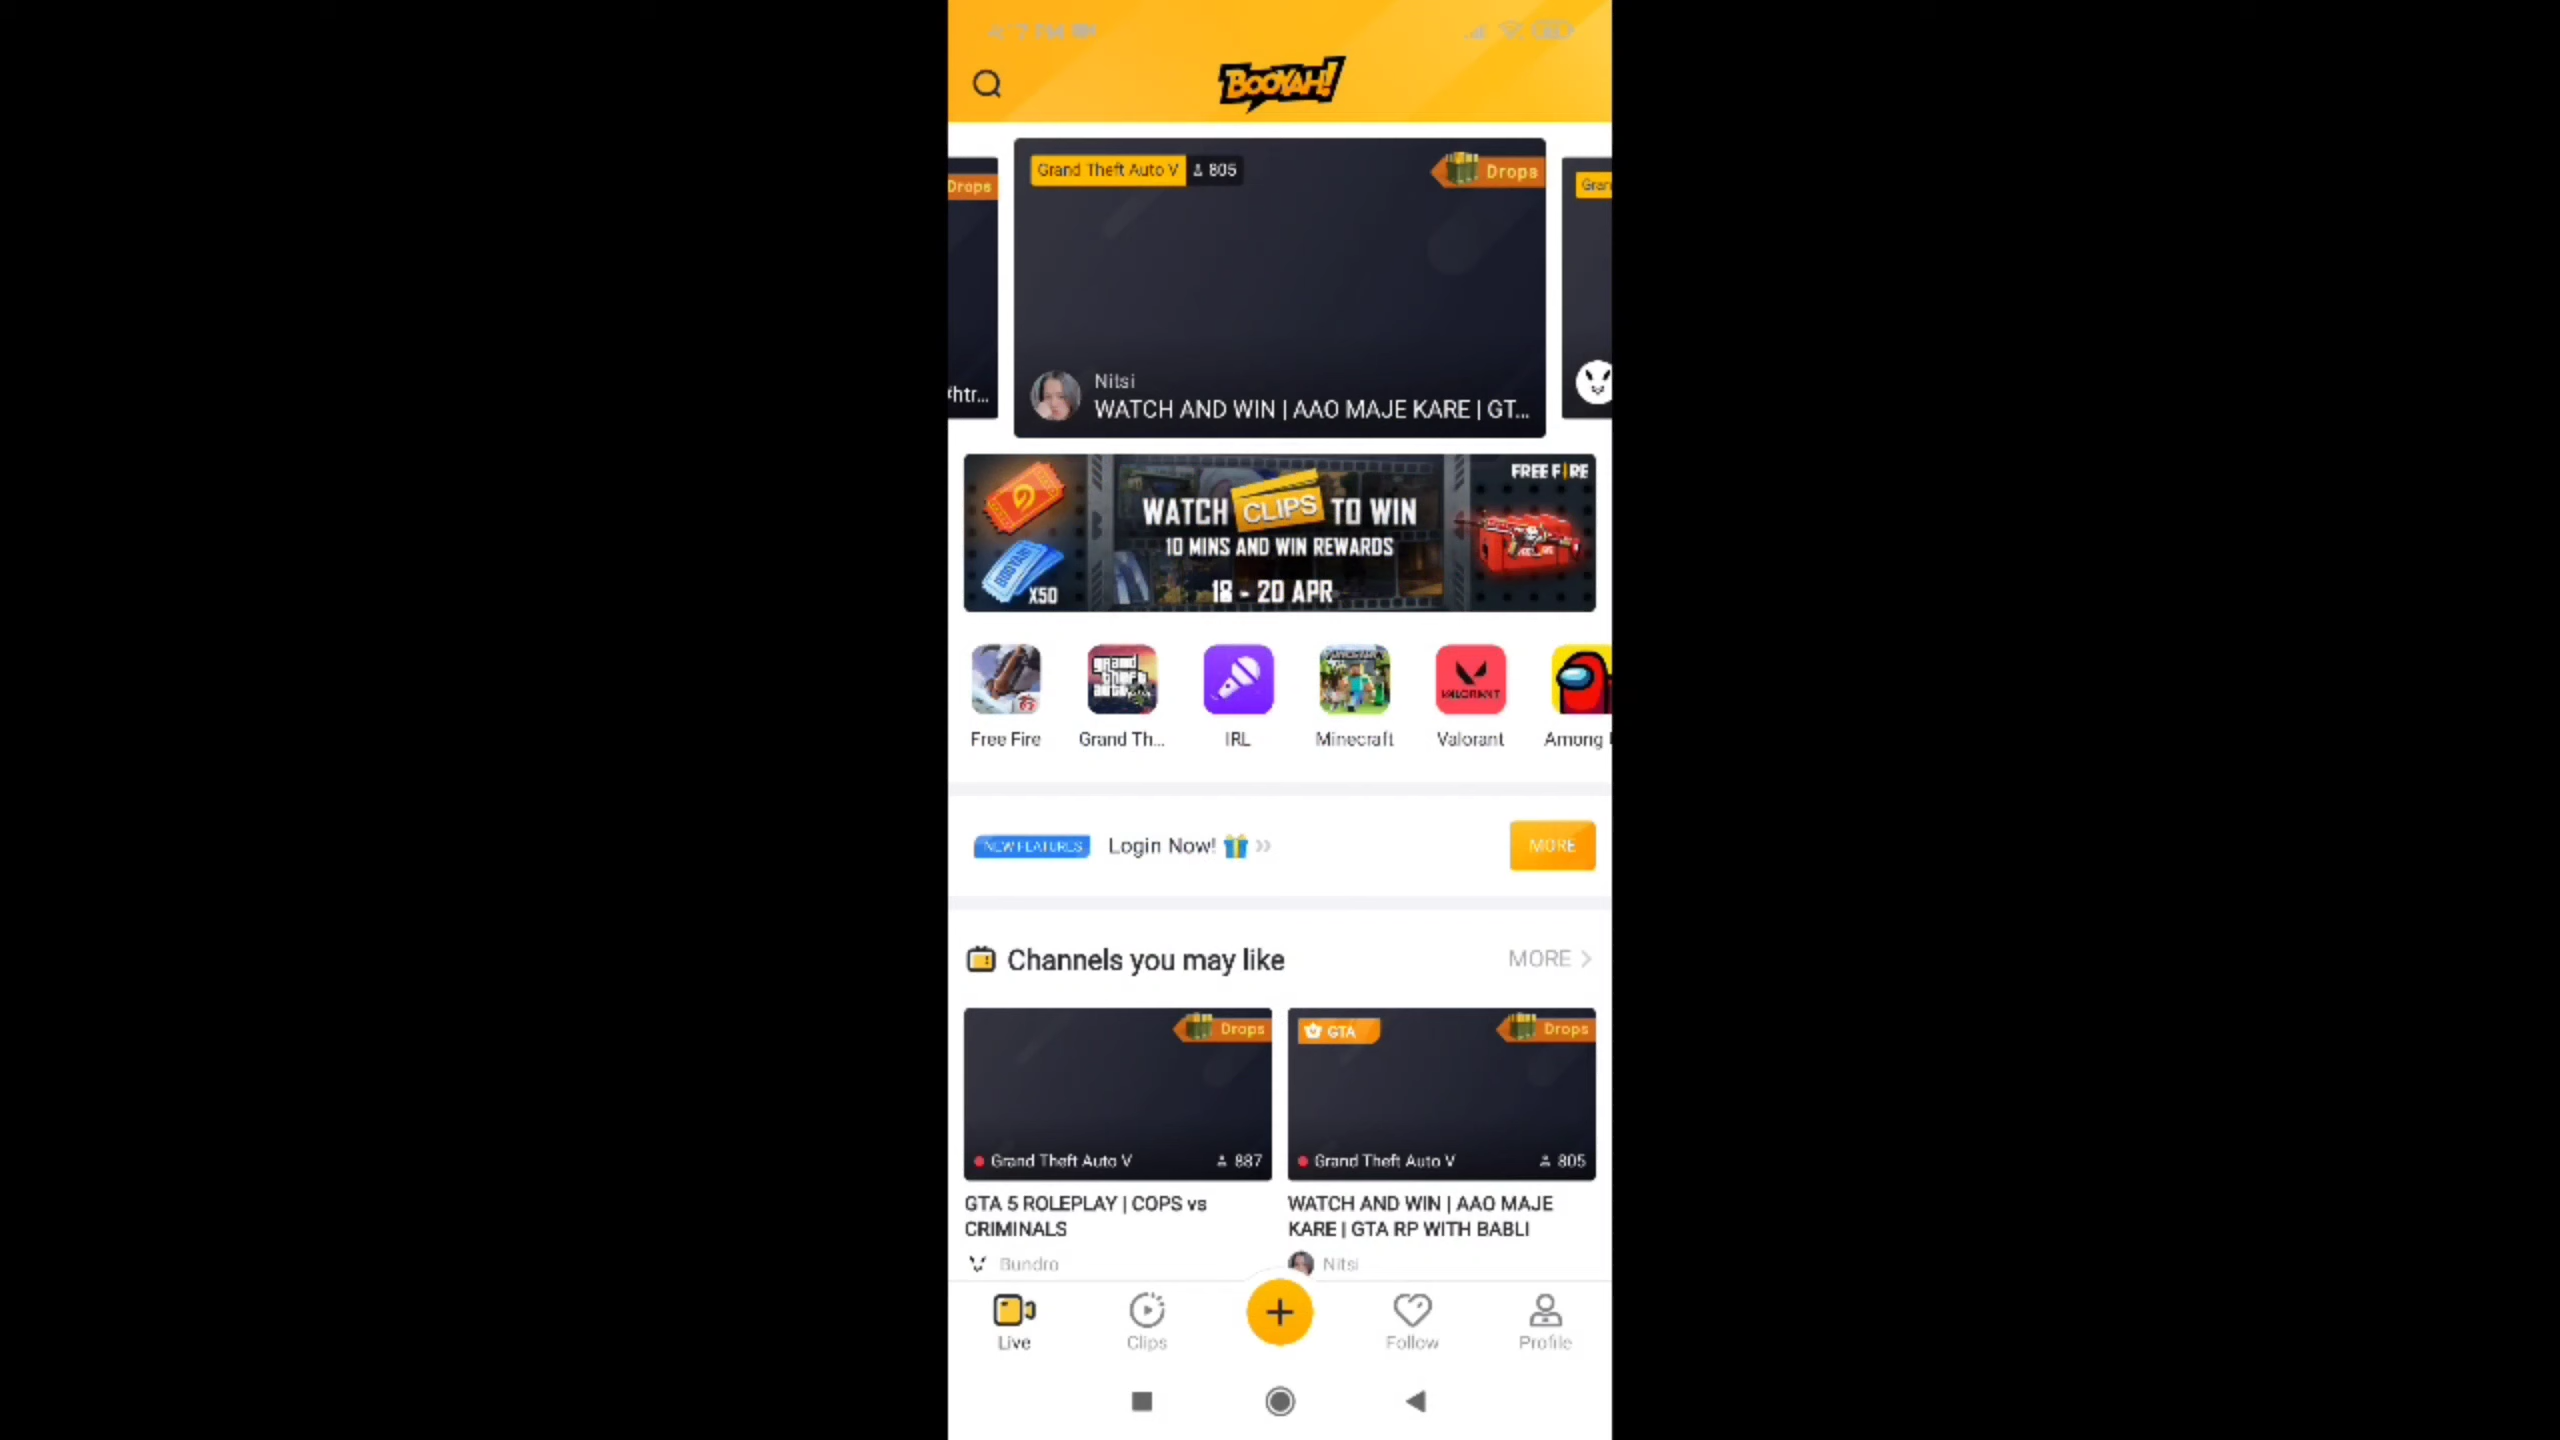 BOOYAH!
Drops
Grand Theft Auto V
805
Drops
Nitsi
WATCH AND WIN | AAO MAJE KARE | GT...
WATCH CLIPS TO WIN
10 MINS AND WIN REWARDS
18 - 20 APR
X50
FREE FIRE
Free Fire
Grand Th...
IRL
Minecraft
Valorant
Among
NEW FEATURES
Login Now! 🎁 »
MORE
Channels you may like
MORE >
Drops
GTA
Drops
Grand Theft Auto V
887
Grand Theft Auto V
805
GTA 5 ROLEPLAY | COPS vs
CRIMINALS
Bundro
WATCH AND WIN | AAO MAJE
KARE | GTA RP WITH BABLI
Nitsi
Live
Clips
Follow
Profile